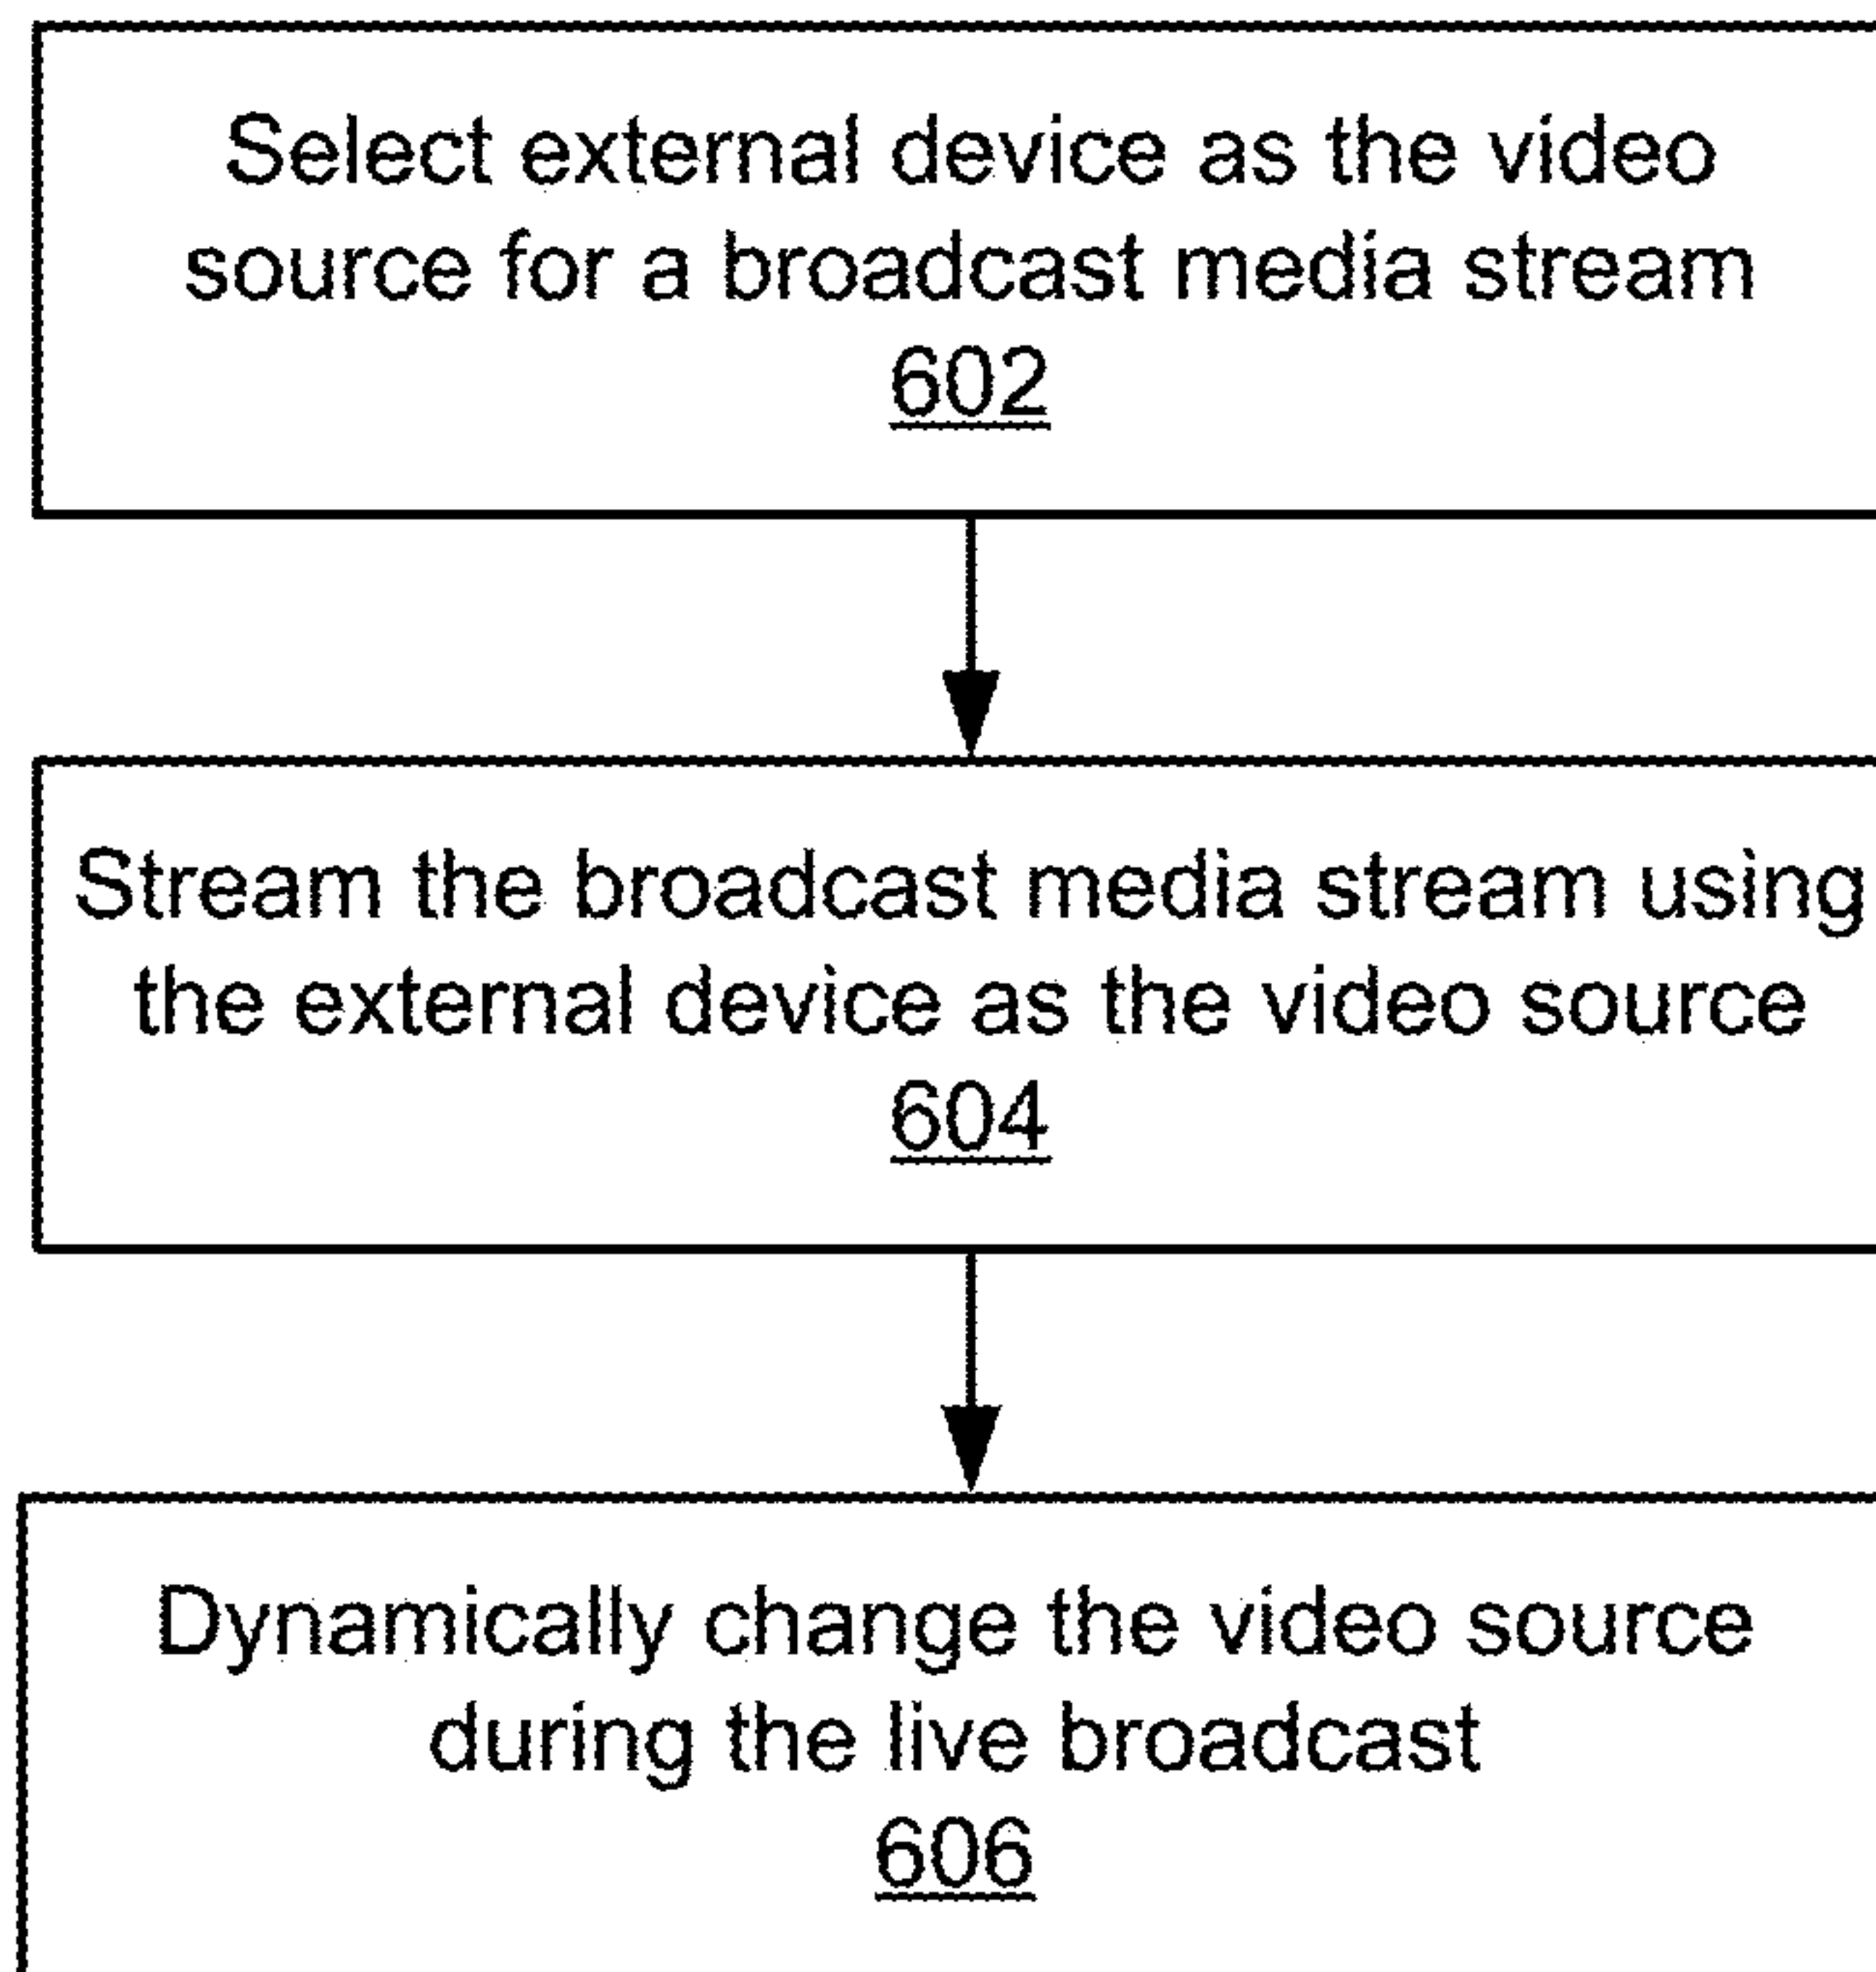 Select external device as the video
source for a broadcast media stream
602
Stream the broadcast media stream using
the external device as the video source
604
Dynamically change the video source
during the live broadcast
606